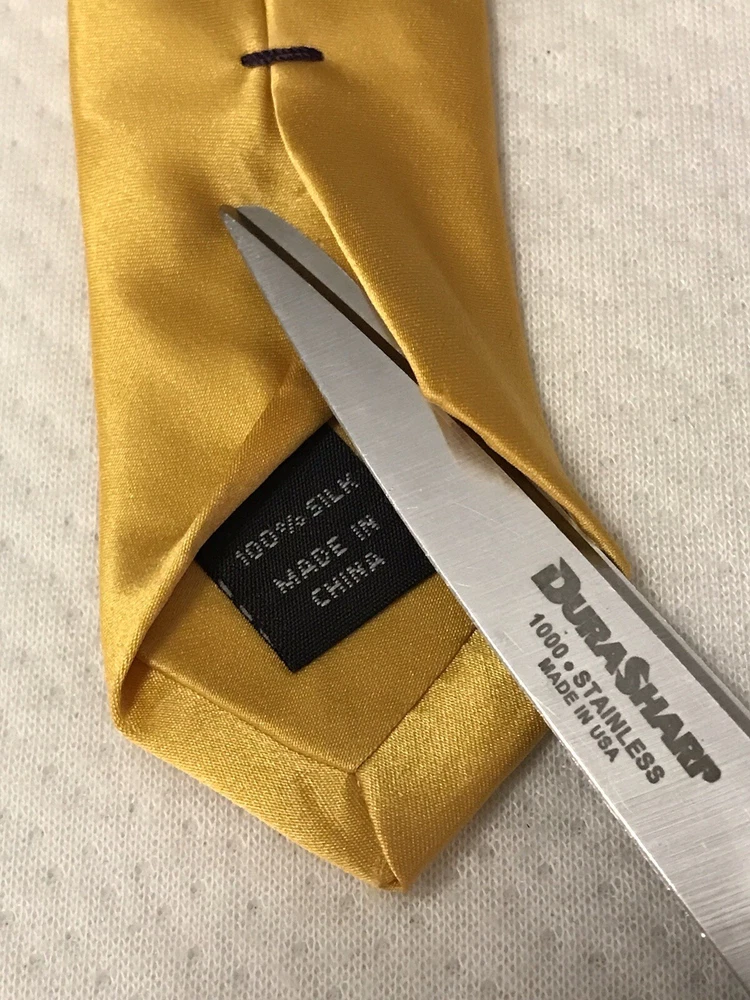 100% SILK
MADE IN
CHINA
DURASHARP
1000 • STAINLESS
MADE IN USA